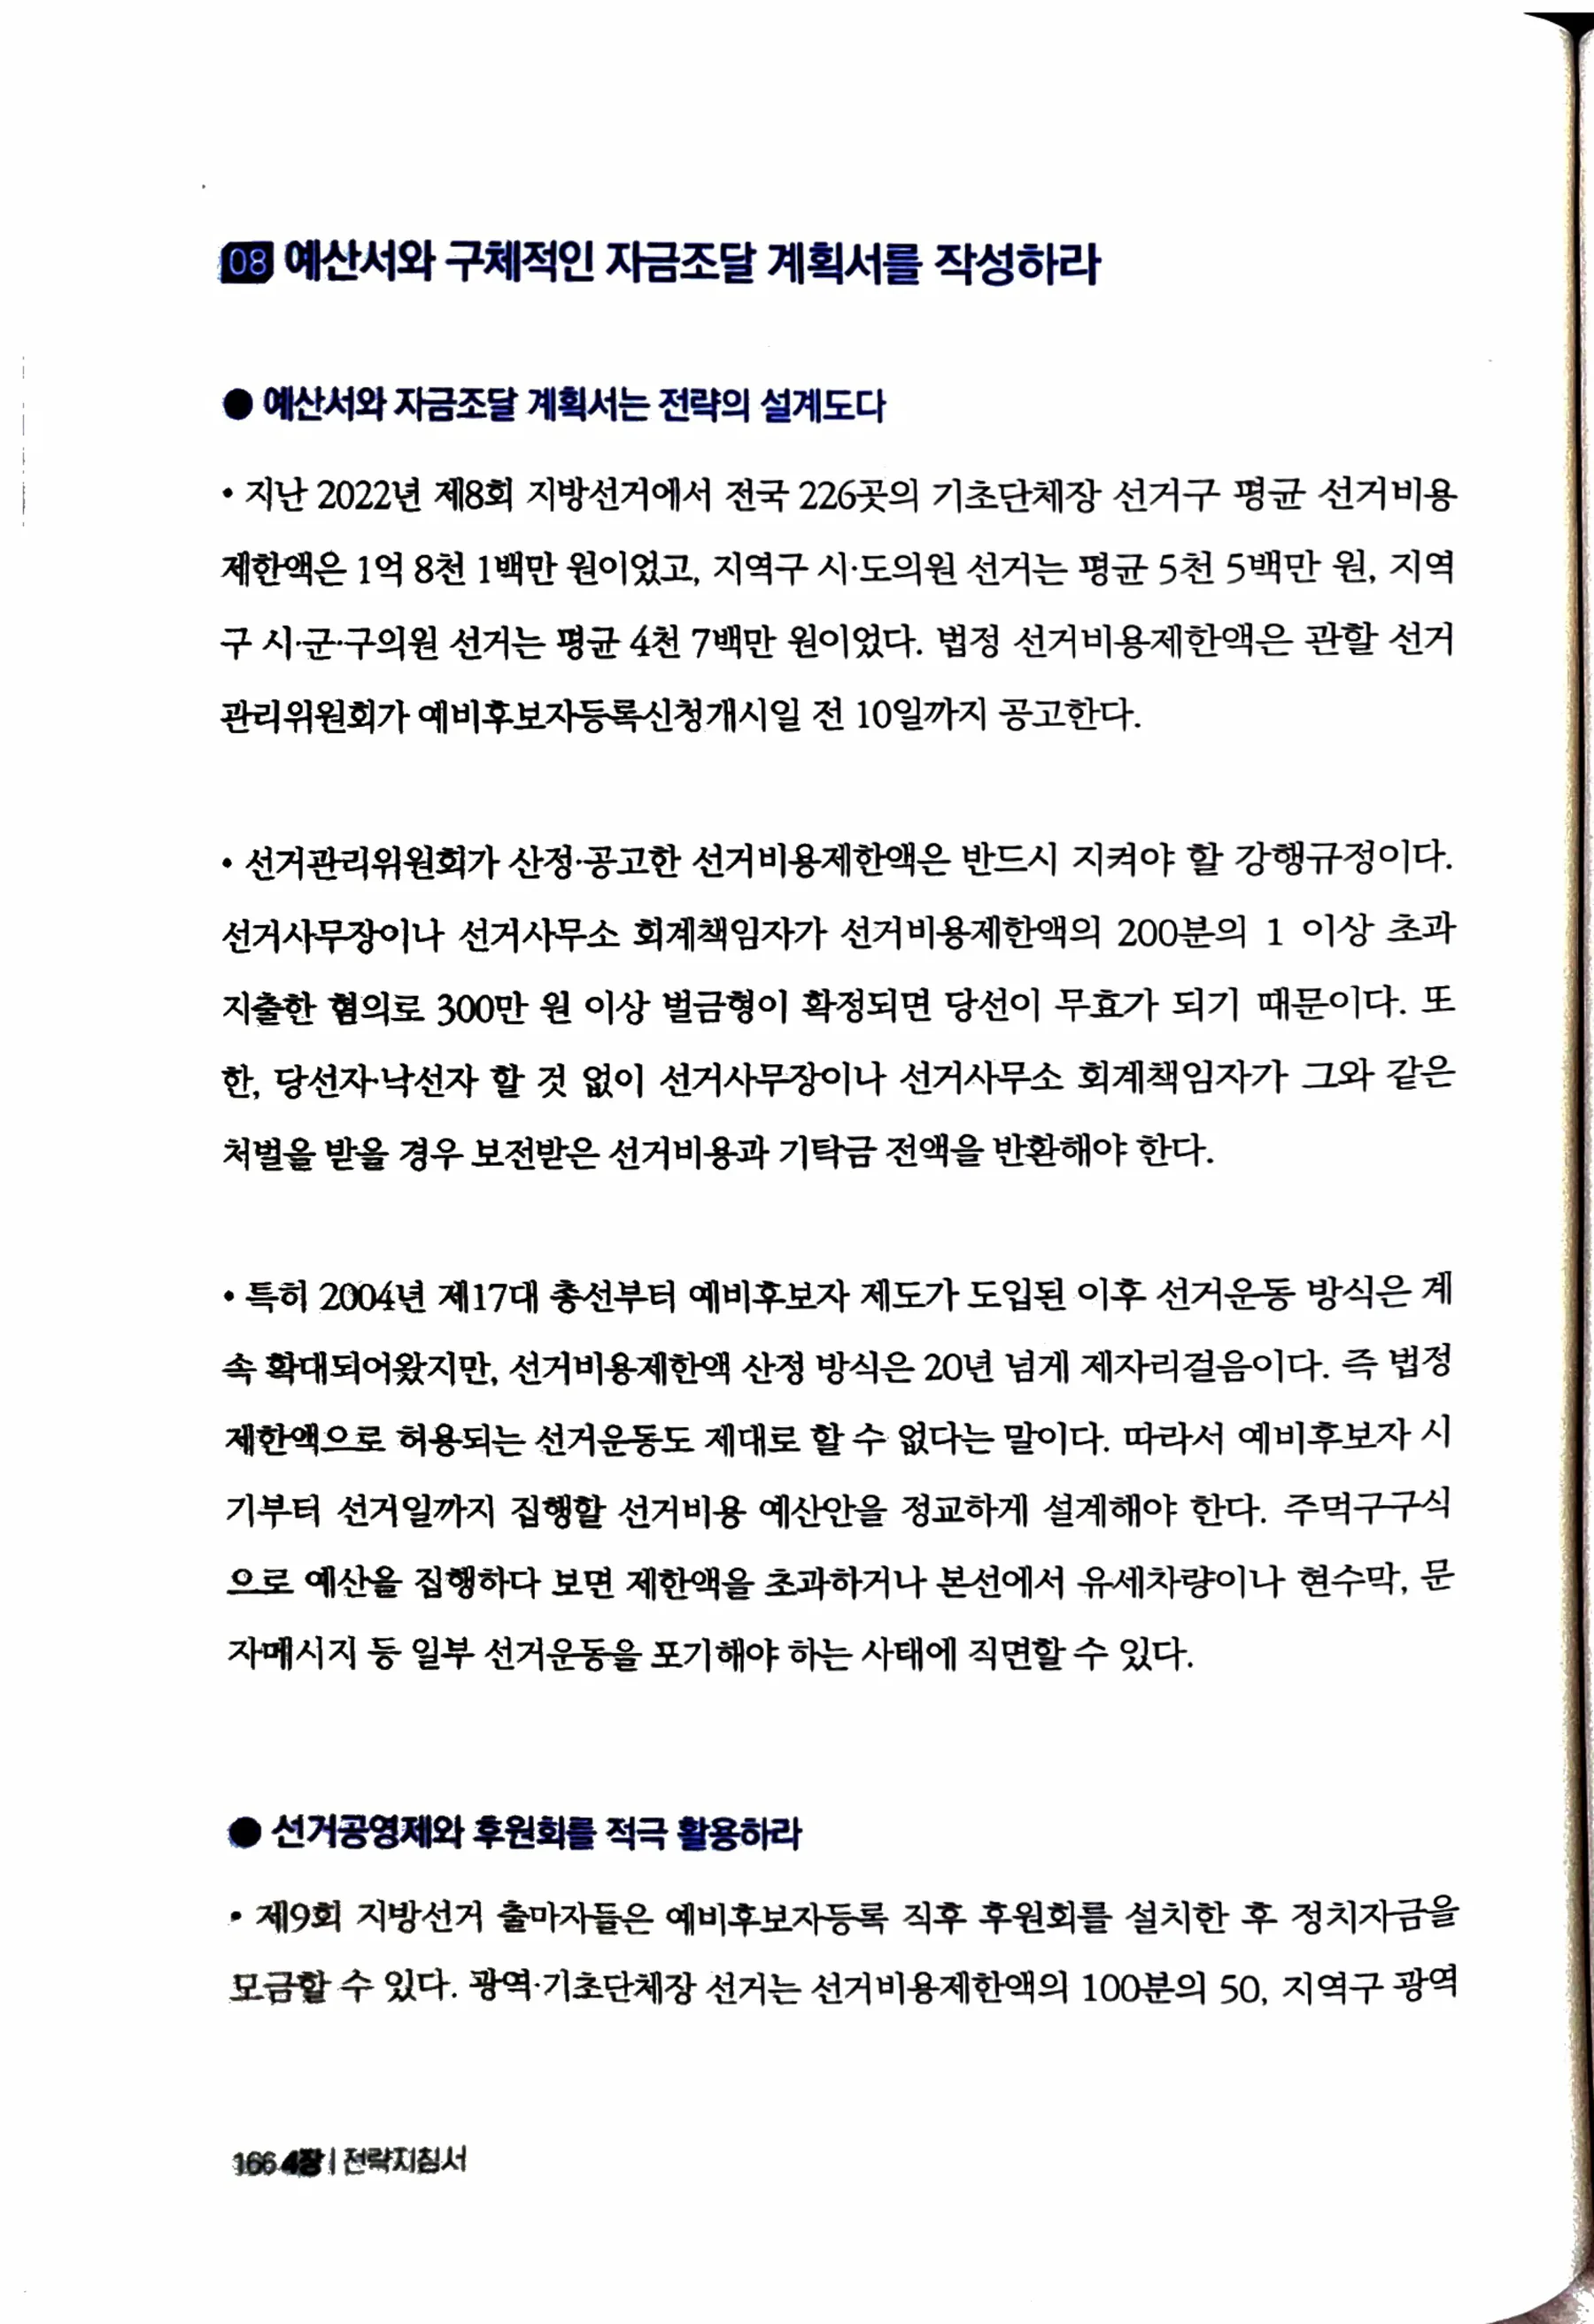 08 예산서와 구체적인 자금조달 계획서를 작성하라
● 예산서와 자금조달 계획서는 전략의 설계도다
• 지난 2022년 제8회 지방선거에서 전국 226곳의 기초단체장 선거구 평균 선거비용
제한액은 1억 8천 1백만 원이었고, 지역구 시·도의원 선거는 평균 5천 5백만 원, 지역
구 시·군·구의원 선거는 평균 4천 7백만 원이었다. 법정 선거비용제한액은 관할 선거
관리위원회가 예비후보자등록신청개시일 전 10일까지 공고한다.
• 선거관리위원회가 산정·공고한 선거비용제한액은 반드시 지켜야 할 강행규정이다.
선거사무장이나 선거사무소 회계책임자가 선거비용제한액의 200분의 1 이상 초과
지출한 혐의로 300만 원 이상 벌금형이 확정되면 당선이 무효가 되기 때문이다. 또
한, 당선자·낙선자 할 것 없이 선거사무장이나 선거사무소 회계책임자가 그와 같은
처벌을 받을 경우 보전받은 선거비용과 기탁금 전액을 반환해야 한다.
• 특히 2004년 제17대 총선부터 예비후보자 제도가 도입된 이후 선거운동 방식은 계
속 확대되어왔지만, 선거비용제한액 산정 방식은 20년 넘게 제자리걸음이다. 즉 법정
제한액으로 허용되는 선거운동도 제대로 할 수 없다는 말이다. 따라서 예비후보자 시
기부터 선거일까지 집행할 선거비용 예산안을 정교하게 설계해야 한다. 주먹구구식
으로 예산을 집행하다 보면 제한액을 초과하거나 본선에서 유세차량이나 현수막, 문
자메시지 등 일부 선거운동을 포기해야 하는 사태에 직면할 수 있다.
● 선거공영제와 후원회를 적극 활용하라
• 제9회 지방선거 출마자들은 예비후보자등록 직후 후원회를 설치한 후 정치자금을
모금할 수 있다. 광역·기초단체장 선거는 선거비용제한액의 100분의 50, 지역구 광역
166 4장 | 전략지침서